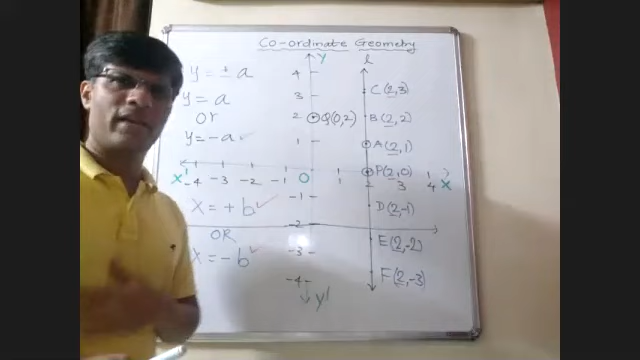 Co-ordinate Geometry
y = ± a
y = a
or
y = -a ✓
x = + b ✓
OR
x = - b ✓
Y
4
3
2 Q(0,2)
1
X' -4 -3 -2 -1 O 1 2 3 4 X
-1
-2
-3
-4
Y'
l
C(2,3)
B(2,2)
A(2,1)
P(2,0)
D(2,-1)
E(2,-2)
F(2,-3)